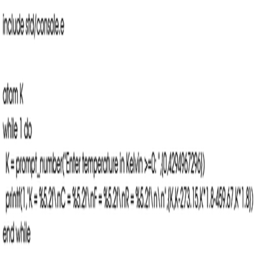 include std/console.e

atom K
while 1 do
K = prompt_number("Enter temperature in Kelvin >=0: ",{0,4294967296})
printf(1,"K = %5.2f\nC = %5.2f\nF = %5.2f\nR = %5.2f\n\n",{K,K-273.15,K*1.8-459.67,K*1.8})
end while